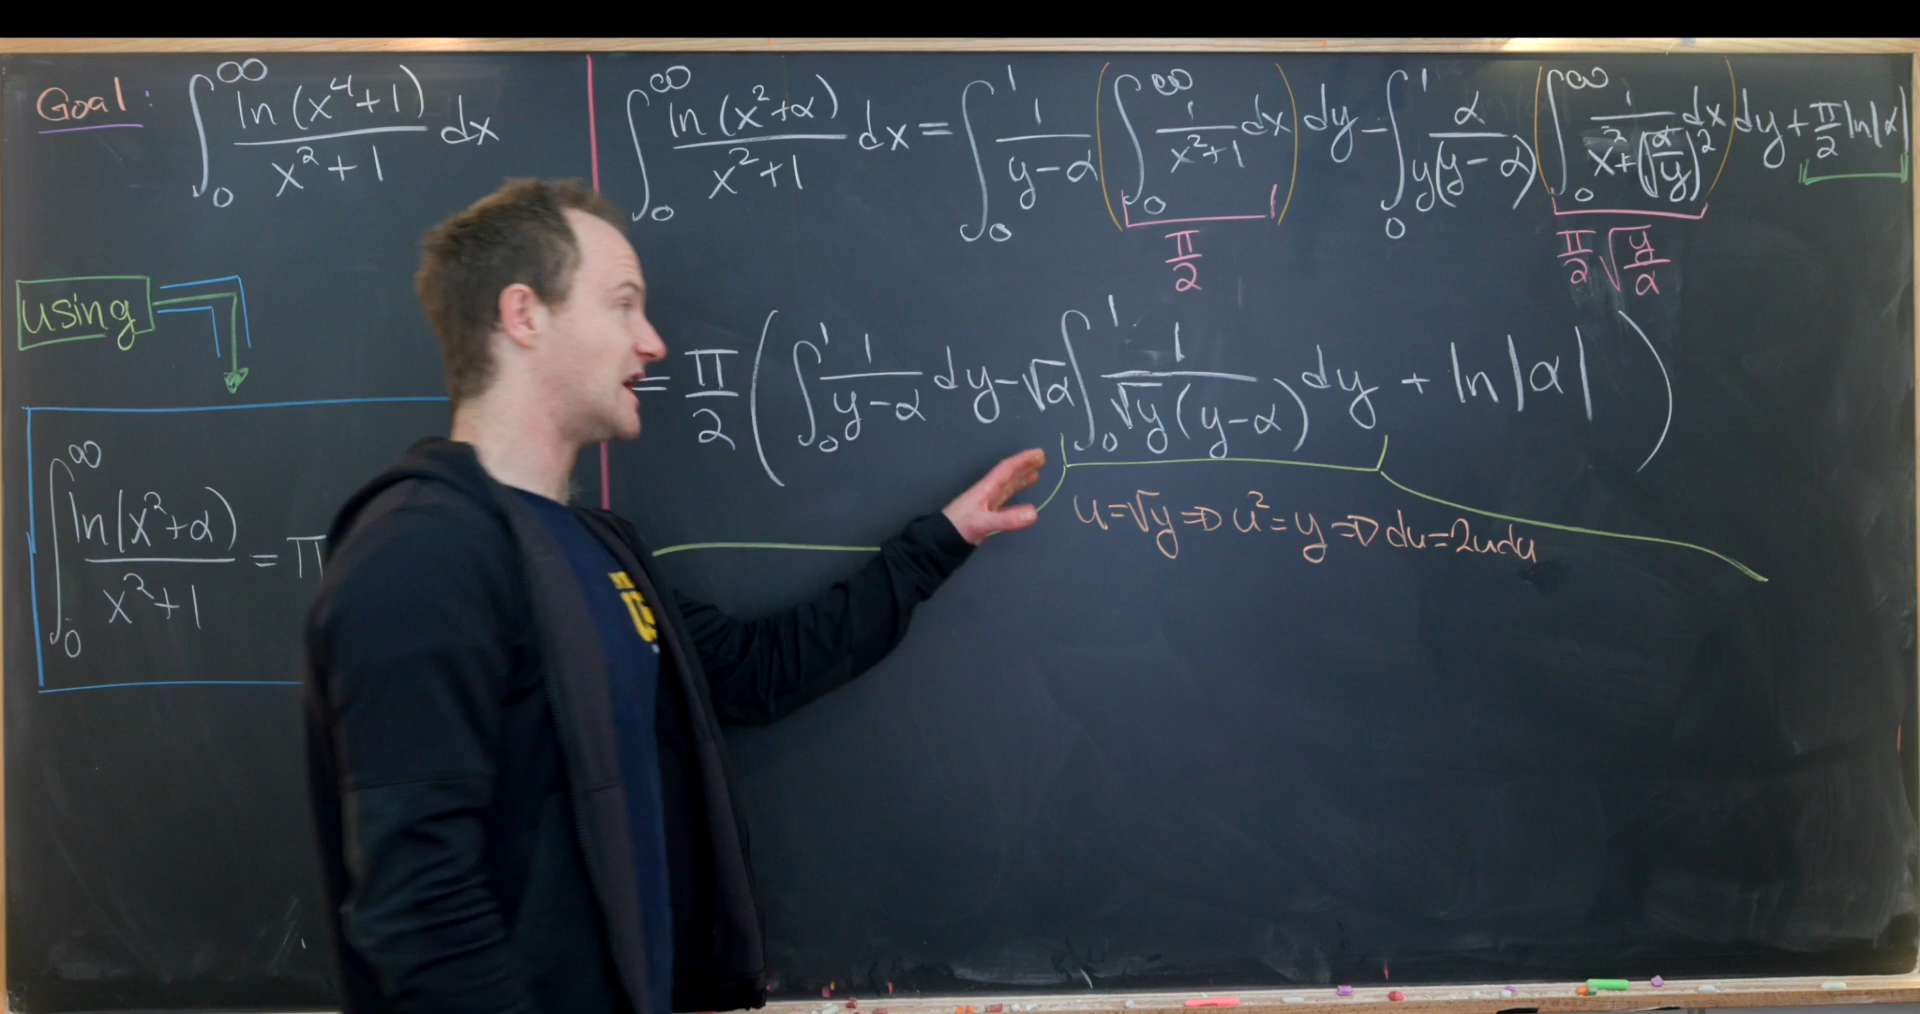 Goal: ∫₀^∞ ln(x⁴+1)/(x²+1) dx
using
∫₀^∞ ln(x²+α)/(x²+1) = π
∫₀^∞ ln(x²+α)/(x²+1) dx = ∫₀¹ 1/(y-α) (∫₀^∞ 1/(x²+1) dx) dy - ∫₀¹ α/(y(y-α)) (∫₀^∞ 1/(x²+(√(α/y))²) dx) dy + π/2 ln|α|
π/2 π/2 √(y/α)
= π/2 (∫₀¹ 1/(y-α) dy - √α ∫₀¹ 1/(√y(y-α)) dy + ln|α|)
u=√y ⇒ u²=y ⇒ du=2udu